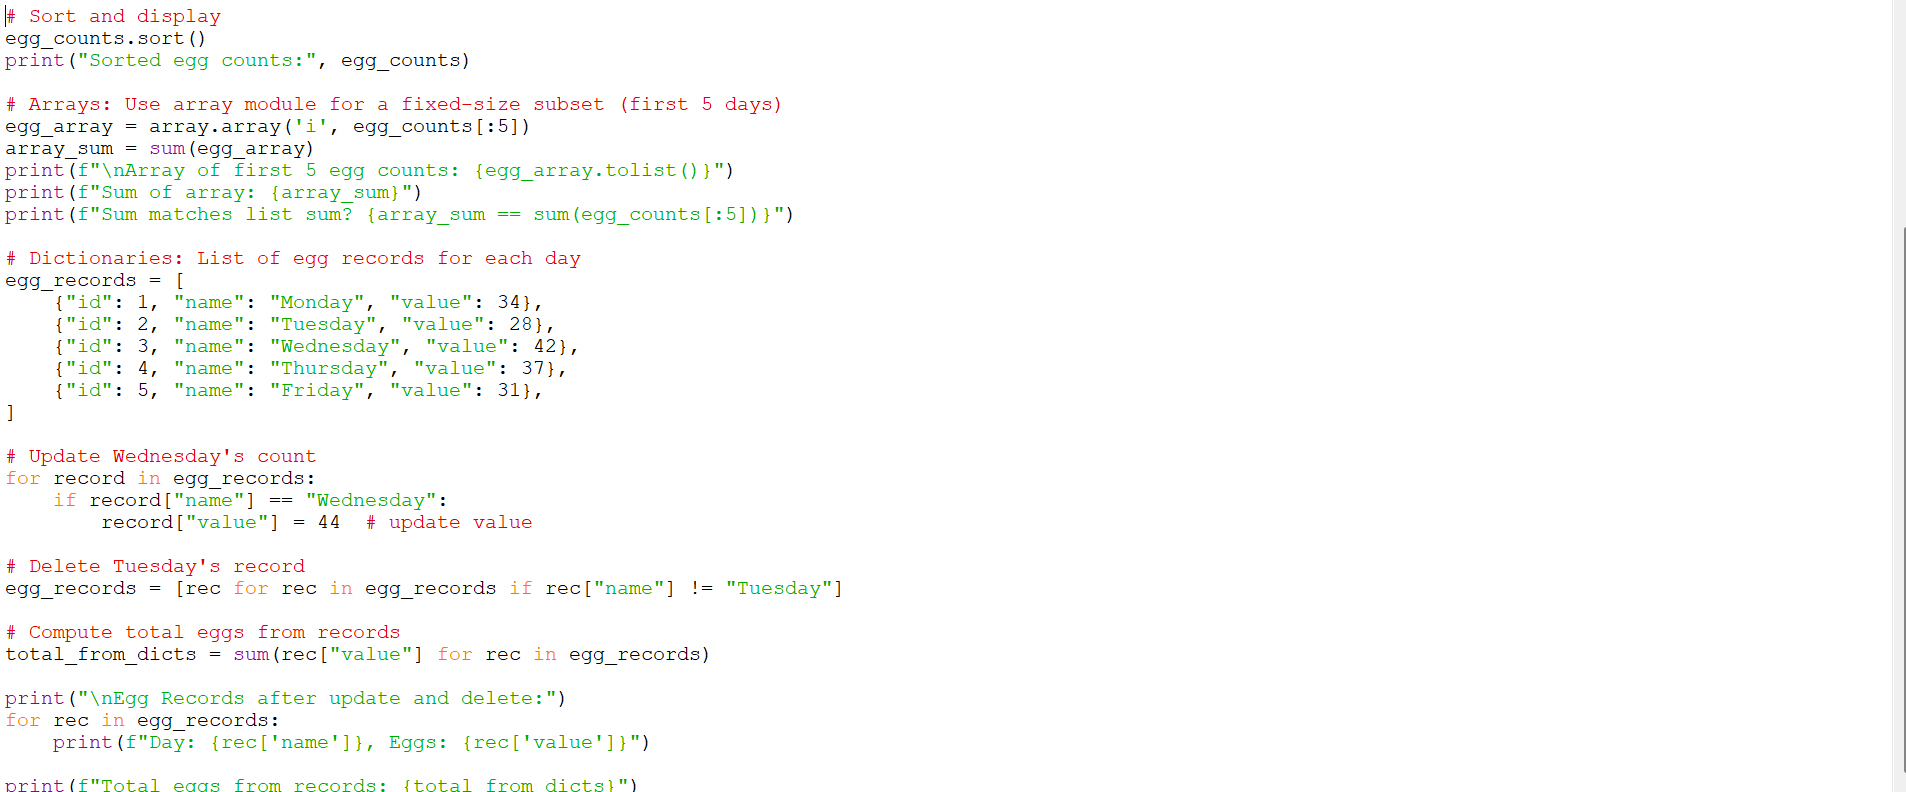 # Sort and display
egg_counts.sort()
print("Sorted egg counts:", egg_counts)

# Arrays: Use array module for a fixed-size subset (first 5 days)
egg_array = array.array('i', egg_counts[:5])
array_sum = sum(egg_array)
print(f"\nArray of first 5 egg counts: {egg_array.tolist()}")
print(f"Sum of array: {array_sum}")
print(f"Sum matches list sum? {array_sum == sum(egg_counts[:5])}")

# Dictionaries: List of egg records for each day
egg_records = [
    {"id": 1, "name": "Monday", "value": 34},
    {"id": 2, "name": "Tuesday", "value": 28},
    {"id": 3, "name": "Wednesday", "value": 42},
    {"id": 4, "name": "Thursday", "value": 37},
    {"id": 5, "name": "Friday", "value": 31},
]

# Update Wednesday's count
for record in egg_records:
    if record["name"] == "Wednesday":
        record["value"] = 44  # update value

# Delete Tuesday's record
egg_records = [rec for rec in egg_records if rec["name"] != "Tuesday"]

# Compute total eggs from records
total_from_dicts = sum(rec["value"] for rec in egg_records)

print("\nEgg Records after update and delete:")
for rec in egg_records:
    print(f"Day: {rec['name']}, Eggs: {rec['value']}")

print(f"Total eggs from records: {total_from_dicts}")